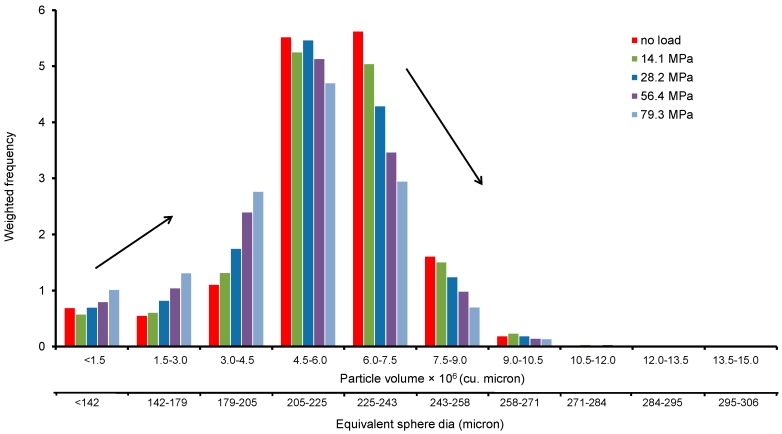 6
5
4
3
2
1
0
Weighted frequency
no load
14.1 MPa
28.2 MPa
56.4 MPa
79.3 MPa
<1.5 1.5-3.0 3.0-4.5 4.5-6.0 6.0-7.5 7.5-9.0 9.0-10.5 10.5-12.0 12.0-13.5 13.5-15.0
Particle volume × 10⁶ (cu. micron)
<142 142-179 179-205 205-225 225-243 243-258 258-271 271-284 284-295 295-306
Equivalent sphere dia (micron)